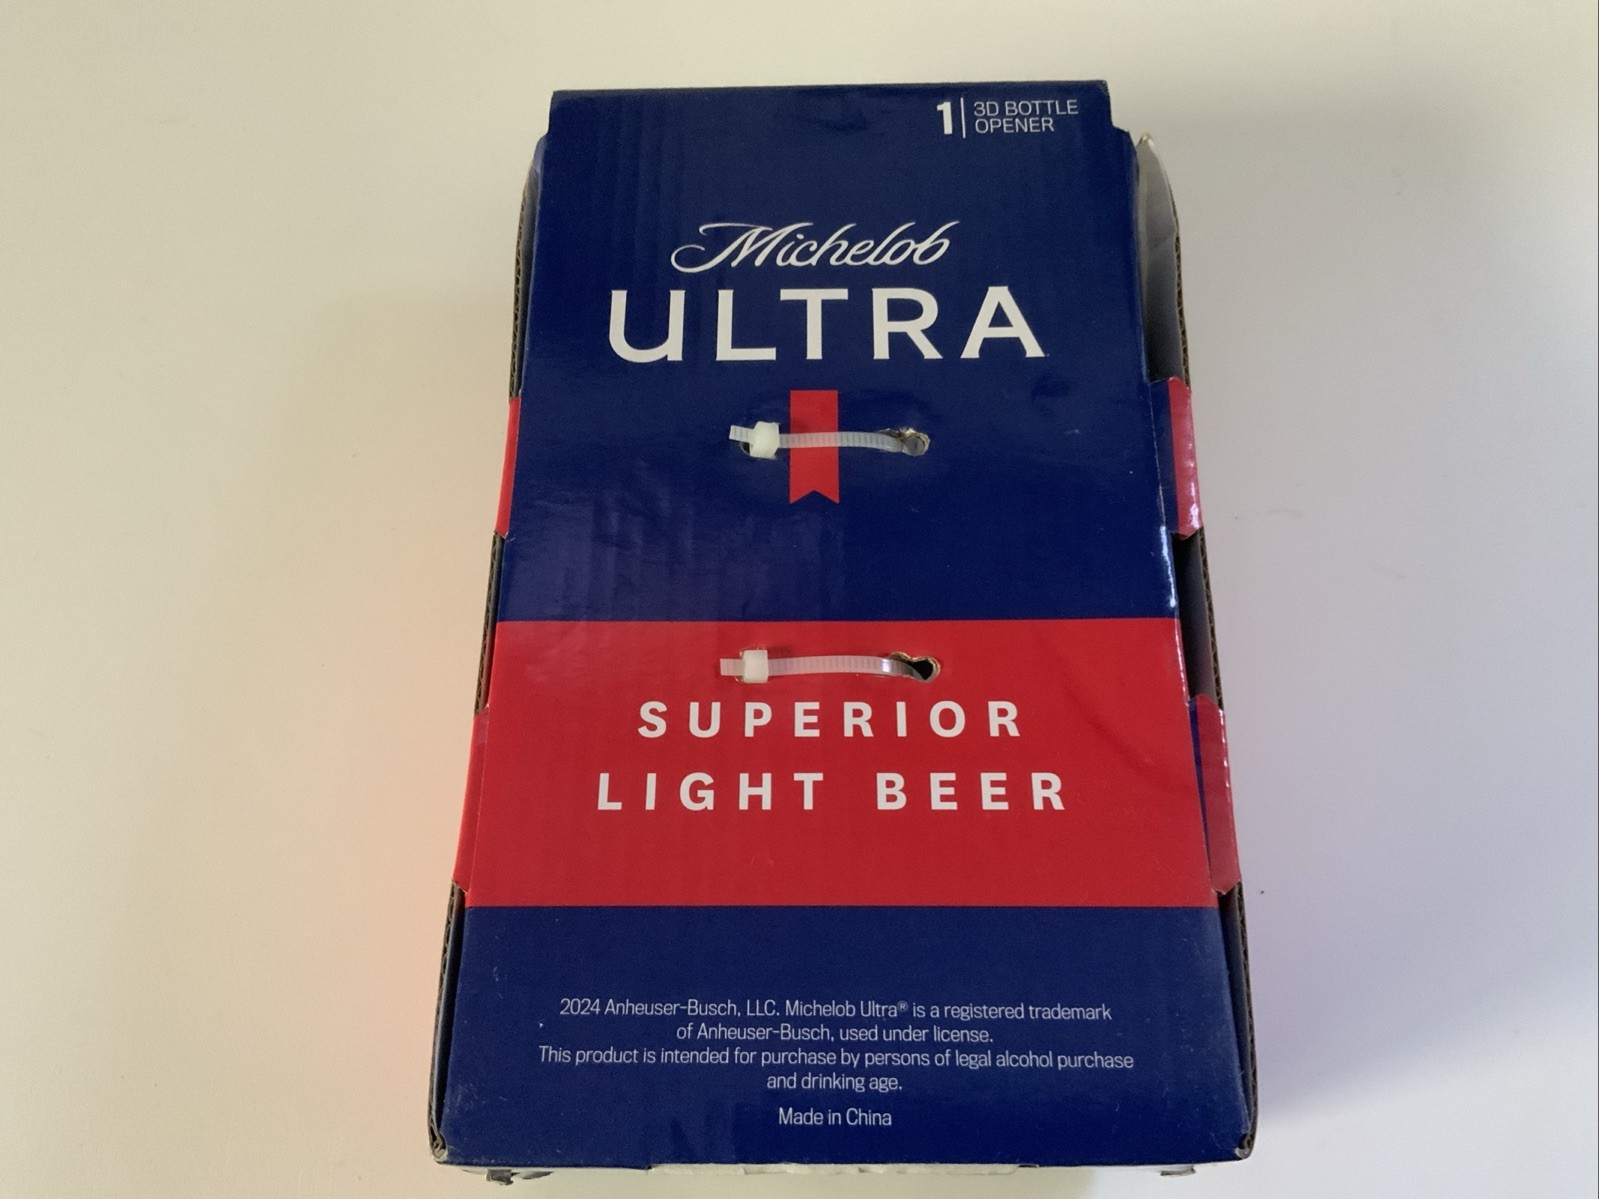 1 | 3D BOTTLE
OPENER
Michelob
ULTRA
SUPERIOR
LIGHT BEER
2024 Anheuser-Busch, LLC. Michelob Ultra® is a registered trademark
of Anheuser-Busch, used under license.
This product is intended for purchase by persons of legal alcohol purchase
and drinking age.
Made in China